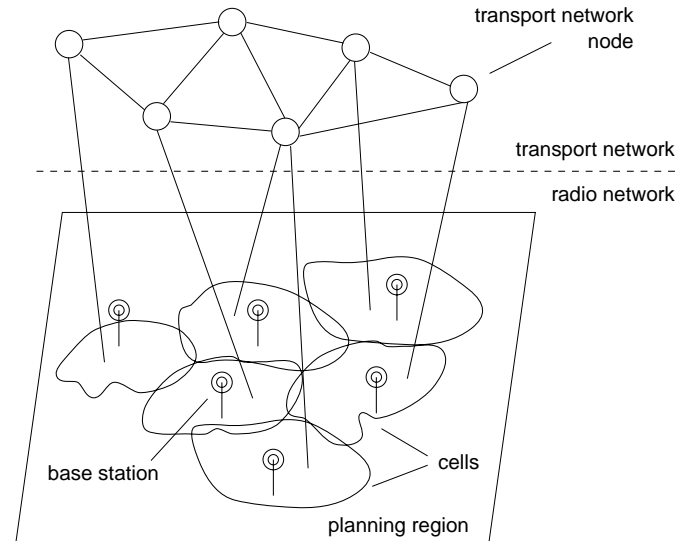 transport network
node
transport network
radio network
base station
cells
planning region